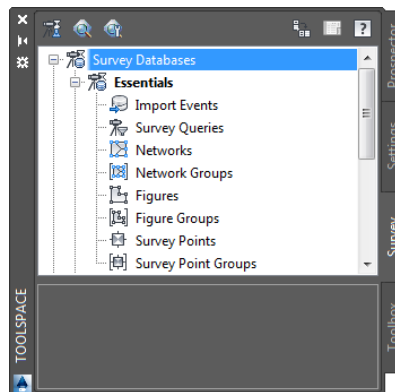 Survey Databases
Essentials
Import Events
Survey Queries
Networks
Network Groups
Figures
Figure Groups
Survey Points
Survey Point Groups
TOOLSPACE
Prospector
Settings
Survey
Toolbox